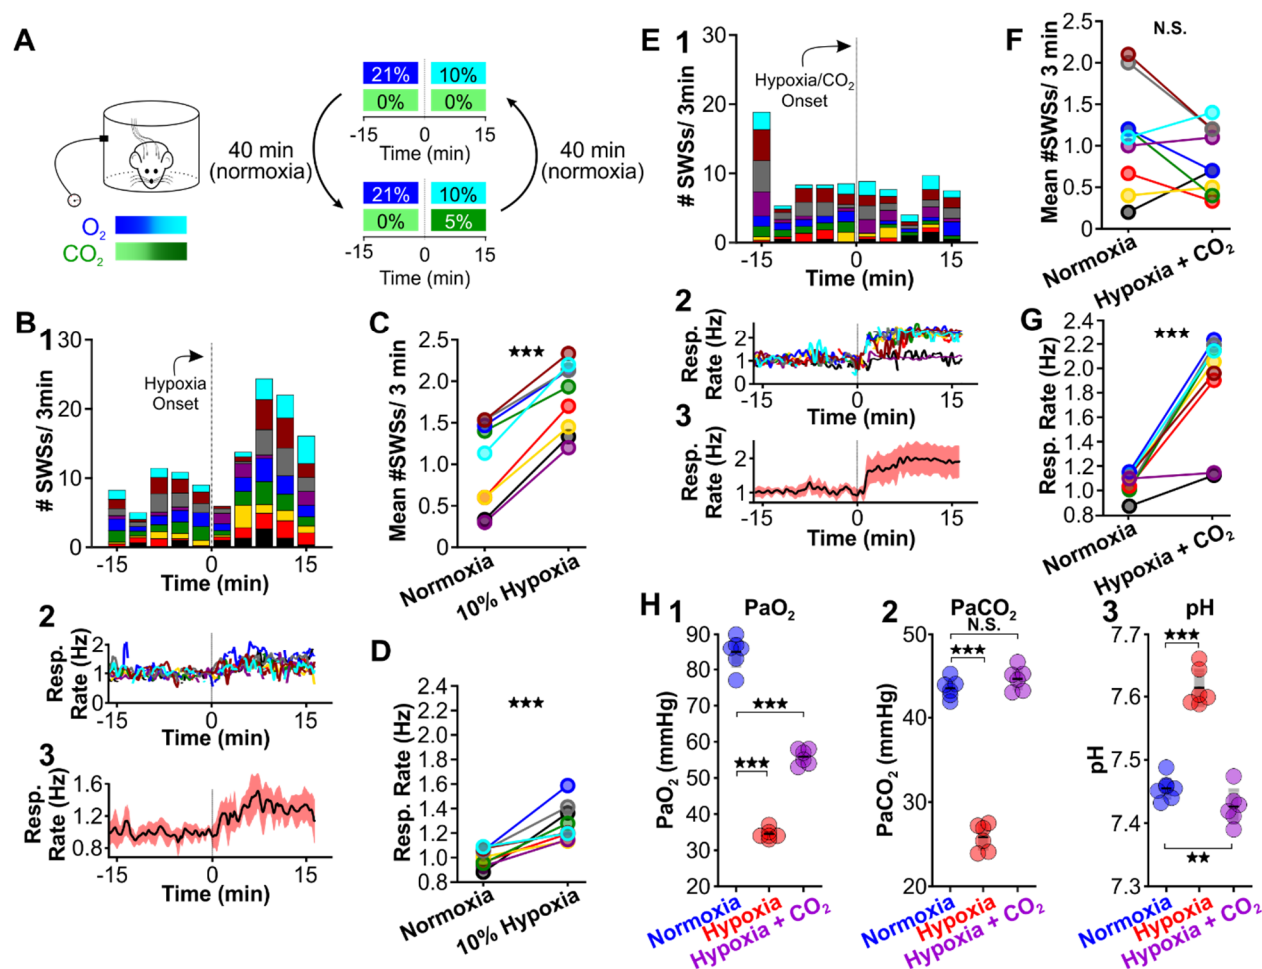 A
21%
10%
0%
0%
-15
0
15
Time (min)
40 min
(normoxia)
40 min
(normoxia)
21%
10%
0%
5%
-15
0
15
Time (min)
O2
CO2
B
1
# SWSs/ 3min
30
20
10
0
Hypoxia
Onset
-15
0
15
Time (min)
2
Resp.
Rate (Hz)
2
1
0
-15
0
15
Time (min)
3
Resp.
Rate (Hz)
1.6
1.2
0.8
-15
0
15
Time (min)
C
Mean #SWSs/ 3 min
2.5
2.0
1.5
1.0
0.5
0
★★★
Normoxia
10% Hypoxia
D
Resp. Rate (Hz)
2.4
2.2
2.0
1.8
1.6
1.4
1.2
1.0
0.8
★★★
Normoxia
10% Hypoxia
E
1
# SWSs/ 3min
30
20
10
0
Hypoxia/CO2
Onset
-15
0
15
Time (min)
2
Resp.
Rate (Hz)
2
1
0
-15
0
15
Time (min)
3
Resp.
Rate (Hz)
2
1
-15
0
15
Time (min)
F
Mean #SWSs/ 3 min
2.5
2.0
1.5
1.0
0.5
0
N.S.
Normoxia
Hypoxia + CO2
G
Resp. Rate (Hz)
2.4
2.2
2.0
1.8
1.6
1.4
1.2
1.0
0.8
★★★
Normoxia
Hypoxia + CO2
H
1
PaO2
PaO2 (mmHg)
90
80
70
60
50
40
30
20
★★★
★★★
Normoxia
Hypoxia
Hypoxia + CO2
2
PaCO2
PaCO2 (mmHg)
50
40
30
20
N.S.
★★★
Normoxia
Hypoxia
Hypoxia + CO2
3
pH
pH
7.7
7.6
7.5
7.4
7.3
★★★
★★
Normoxia
Hypoxia
Hypoxia + CO2